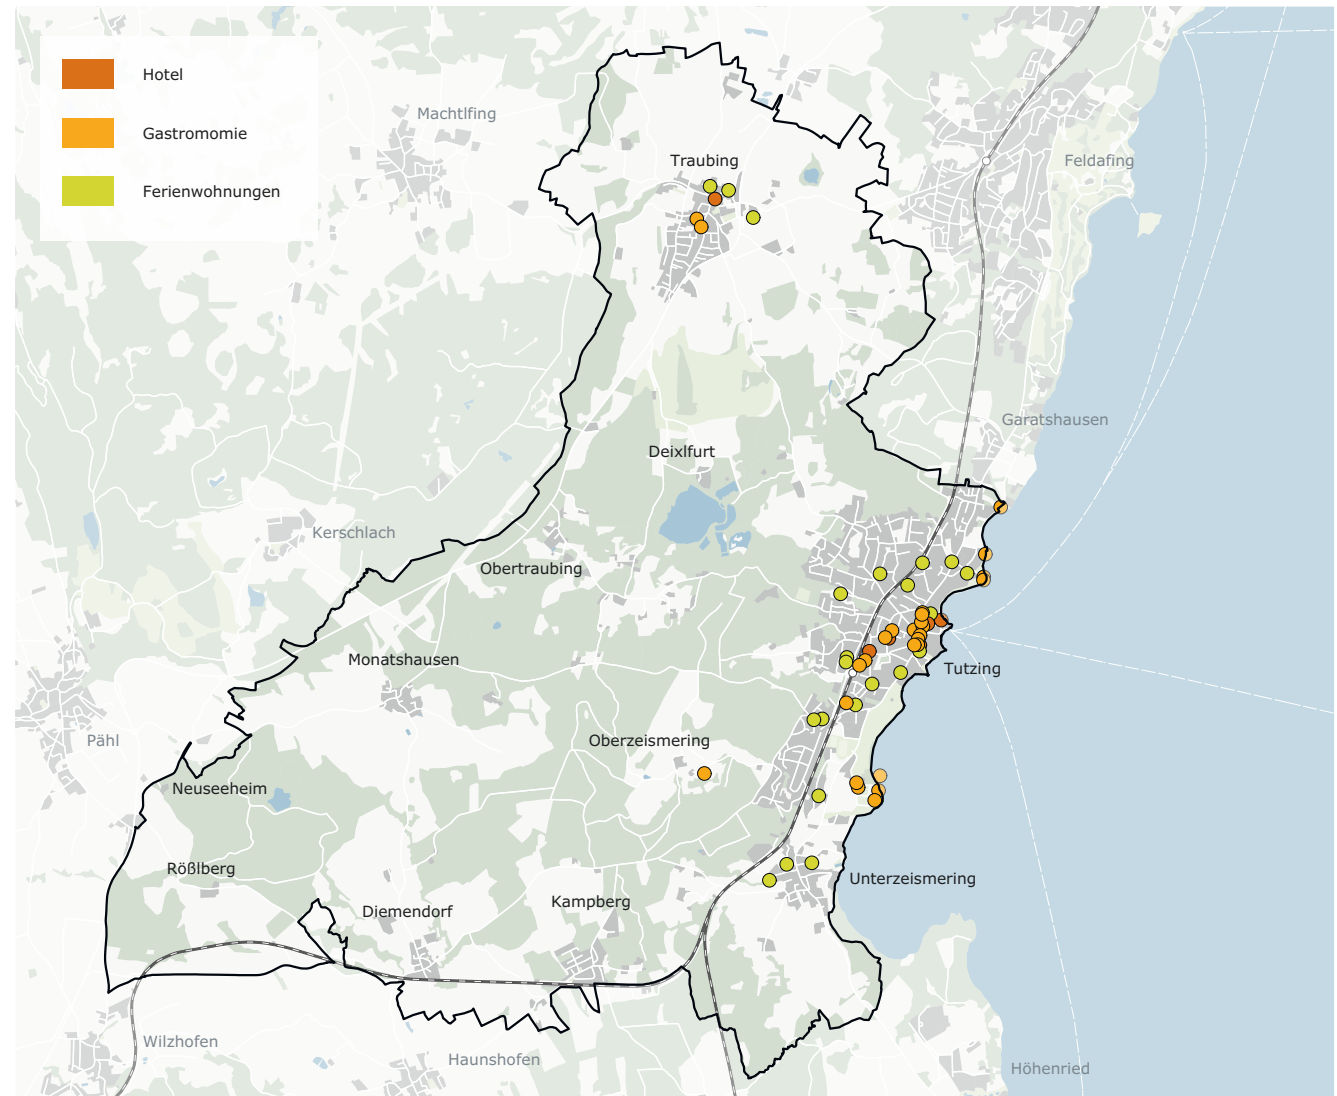 Hotel
Gastromomie
Ferienwohnungen
Machtlfing
Traubing
Feldafing
Garatshausen
Deixlfurt
Kerschlach
Obertraubing
Monatshausen
Tutzing
Pähl
Oberzeismering
Neuseeheim
Rößlberg
Unterzeismering
Diemendorf
Kampberg
Wilzhofen
Haunshofen
Höhenried